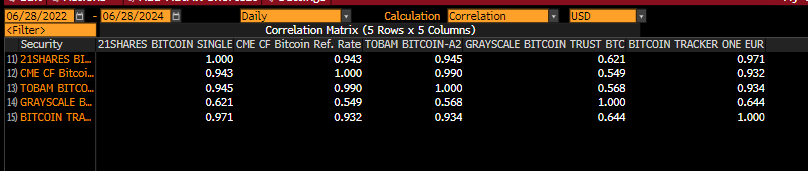 06/28/2022 - 06/28/2024 Daily Calculation Correlation USD
<Filter> Correlation Matrix (5 Rows x 5 Columns)
Security 21SHARES BITCOIN SINGLE CME CF Bitcoin Ref. Rate TOBAM BITCOIN-A2 GRAYSCALE BITCOIN TRUST BTC BITCOIN TRACKER ONE EUR
11) 21SHARES BI... 1.000 0.943 0.945 0.621 0.971
12) CME CF Bitcoi... 0.943 1.000 0.990 0.549 0.932
13) TOBAM BITCO... 0.945 0.990 1.000 0.568 0.934
14) GRAYSCALE B... 0.621 0.549 0.568 1.000 0.644
15) BITCOIN TRA... 0.971 0.932 0.934 0.644 1.000